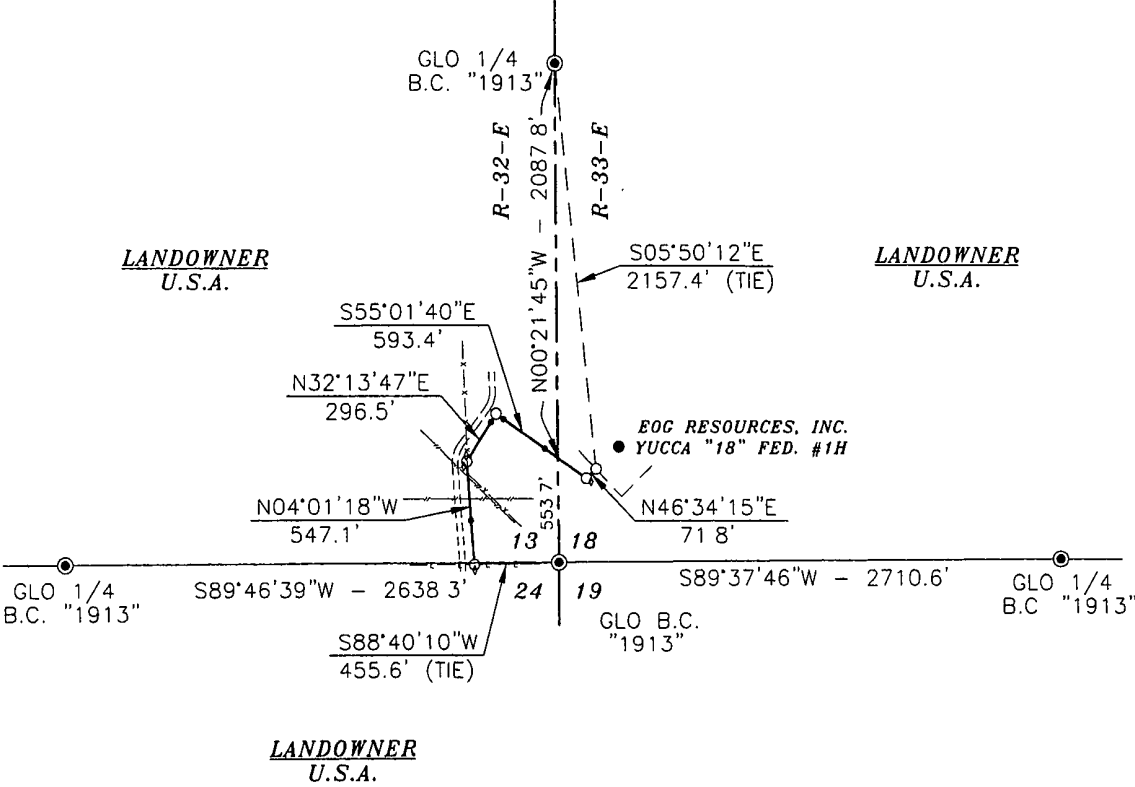 GLO 1/4
B.C. "1913"
R-32-E
N00°21'45"W - 2087 8'
R-33-E
LANDOWNER
U.S.A.
S05°50'12"E
2157.4' (TIE)
LANDOWNER
U.S.A.
S55°01'40"E
593.4'
N32°13'47"E
296.5'
EOG RESOURCES, INC.
YUCCA "18" FED. #1H
N04°01'18"W
547.1'
553 7'
N46°34'15"E
71 8'
13 18
24 19
S89°46'39"W - 2638 3'
S89°37'46"W - 2710.6'
GLO 1/4
B.C. "1913"
GLO 1/4
B.C "1913"
GLO B.C.
"1913"
S88°40'10"W
455.6' (TIE)
LANDOWNER
U.S.A.